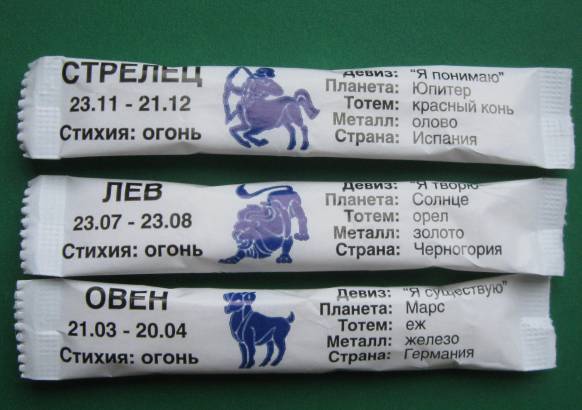 СТРЕЛЕЦ
23.11 - 21.12
Стихия: огонь
Девиз: "Я понимаю"
Планета: Юпитер
Тотем: красный конь
Металл: олово
Страна: Испания
ЛЕВ
23.07 - 23.08
Стихия: огонь
Девиз: "Я творю"
Планета: Солнце
Тотем: орел
Металл: золото
Страна: Черногория
ОВЕН
21.03 - 20.04
Стихия: огонь
Девиз: "Я существую"
Планета: Марс
Тотем: еж
Металл: железо
Страна: Германия